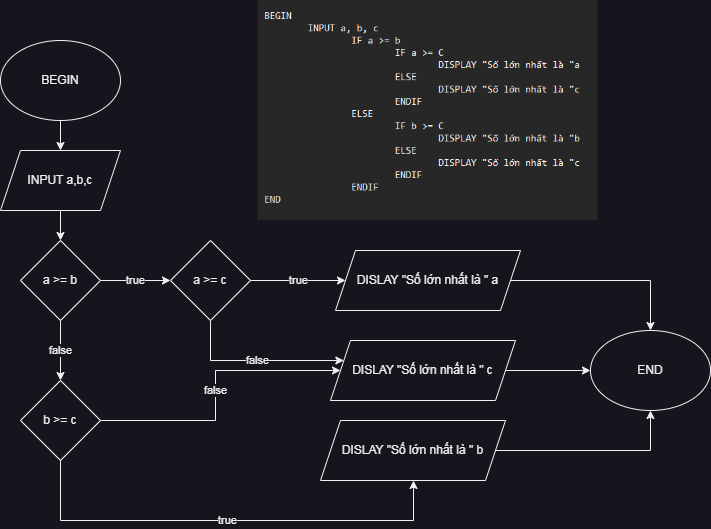 BEGIN
INPUT a, b, c
IF a >= b
IF a >= C
DISPLAY "Số lớn nhất là "a
ELSE
DISPLAY "Số lớn nhất là "c
ENDIF
ELSE
IF b >= C
DISPLAY "Số lớn nhất là "b
ELSE
DISPLAY "Số lớn nhất là "c
ENDIF
ENDIF
END
BEGIN
INPUT a,b,c
a >= b
true
a >= c
true
DISLAY "Số lớn nhất là " a
false
false
DISLAY "Số lớn nhất là " c
END
false
b >= c
DISLAY "Số lớn nhất là " b
true